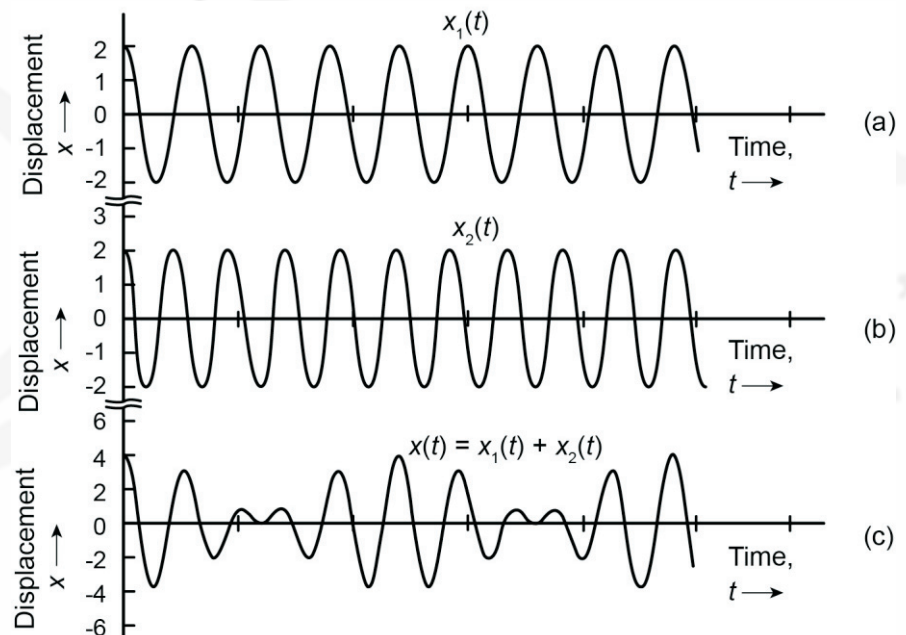 x₁(t)
Displacement
x
2
1
0
-1
-2
Time,
t
(a)
x₂(t)
Displacement
x
3
2
0
-1
-2
Time,
t
(b)
x(t) = x₁(t) + x₂(t)
Displacement
x
6
4
2
0
-2
-4
-6
Time,
t
(c)